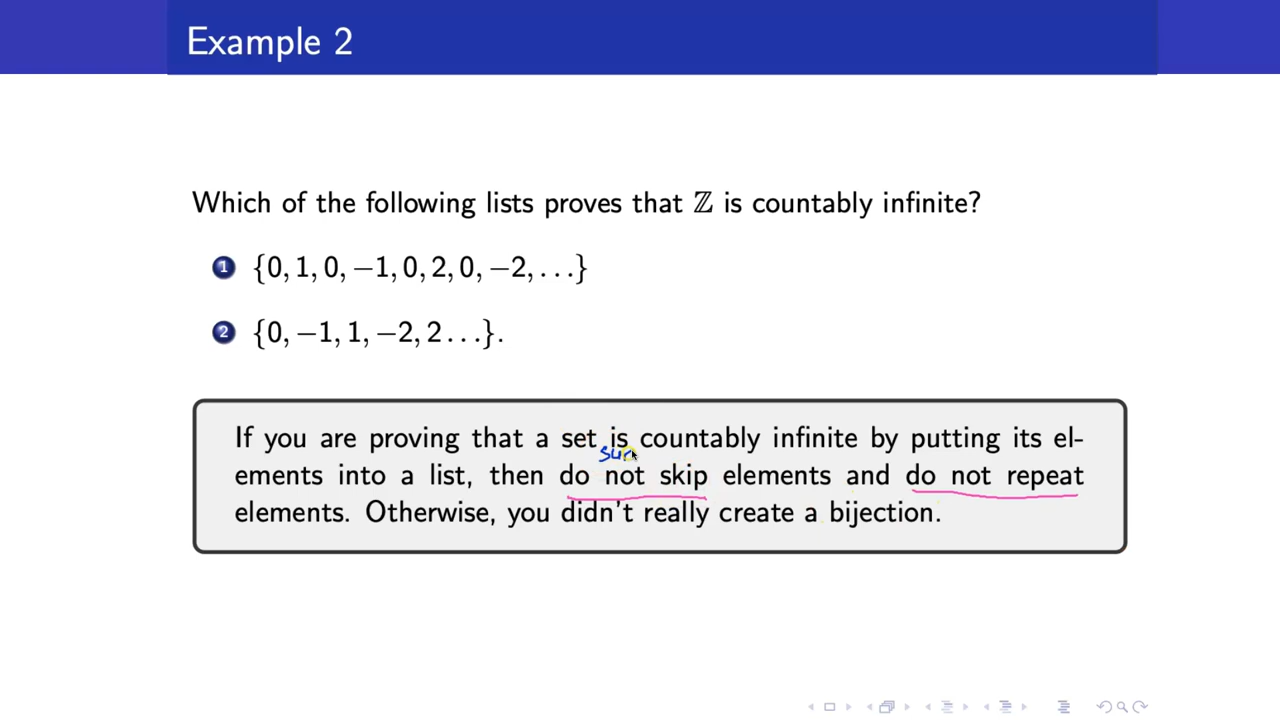 Example 2
Which of the following lists proves that ℤ is countably infinite?
1 {0, 1, 0, −1, 0, 2, 0, −2, . . .}
2 {0, −1, 1, −2, 2 . . .}.
If you are proving that a set is countably infinite by putting its el-
ements into a list, then do not skip elements and do not repeat
elements. Otherwise, you didn't really create a bijection.